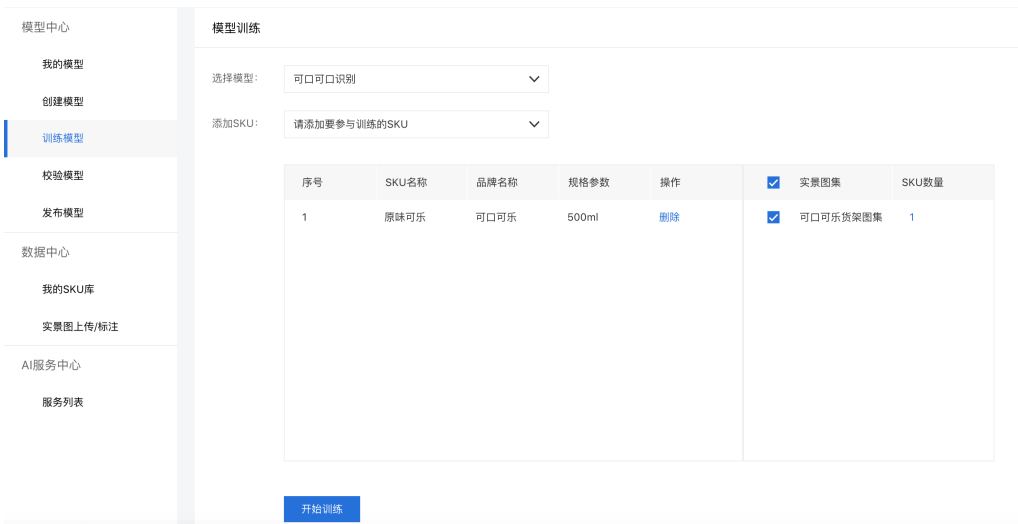 模型中心
我的模型
创建模型
训练模型
校验模型
发布模型
数据中心
我的SKU库
实景图上传/标注
AI服务中心
服务列表
模型训练
选择模型: 可口可口识别
添加SKU: 请添加要参与训练的SKU
序号 SKU名称 品牌名称 规格参数 操作 实景图集 SKU数量
1 原味可乐 可口可乐 500ml 删除 可口可乐货架图集 1
开始训练